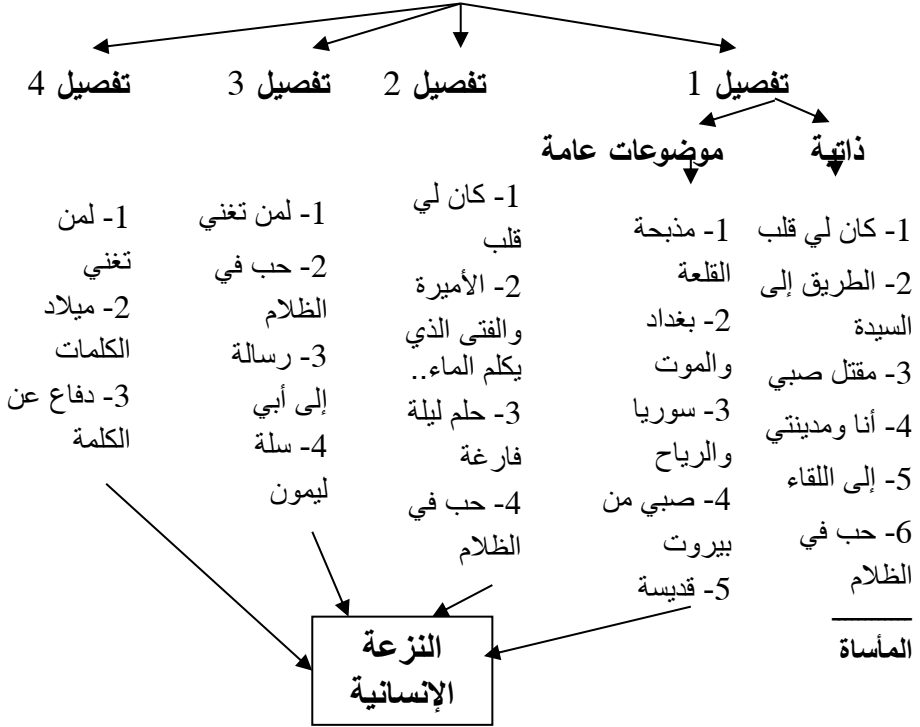 تفصيل 1
تفصيل 2
تفصيل 3
تفصيل 4
ذاتية
موضوعات عامة
1- كان لي قلب
2- الطريق إلى
السيدة
3- مقتل صبي
4- أنا ومدينتي
5- إلى اللقاء
6- حب في
الظلام
المأساة
1- مذبحة
القلعة
2- بغداد
والموت
3- سوريا
والرياح
4- صبي من
بيروت
5- قديسة
1- كان لي
قلب
2- الأميرة
والفتى الذي
يكلم الماء..
3- حلم ليلة
فارغة
4- حب في
الظلام
1- لمن تغني
2- حب في
الظلام
3- رسالة
إلى أبي
4- سلة
ليمون
1- لمن
تغني
2- ميلاد
الكلمات
3- دفاع عن
الكلمة
النزعة
الإنسانية